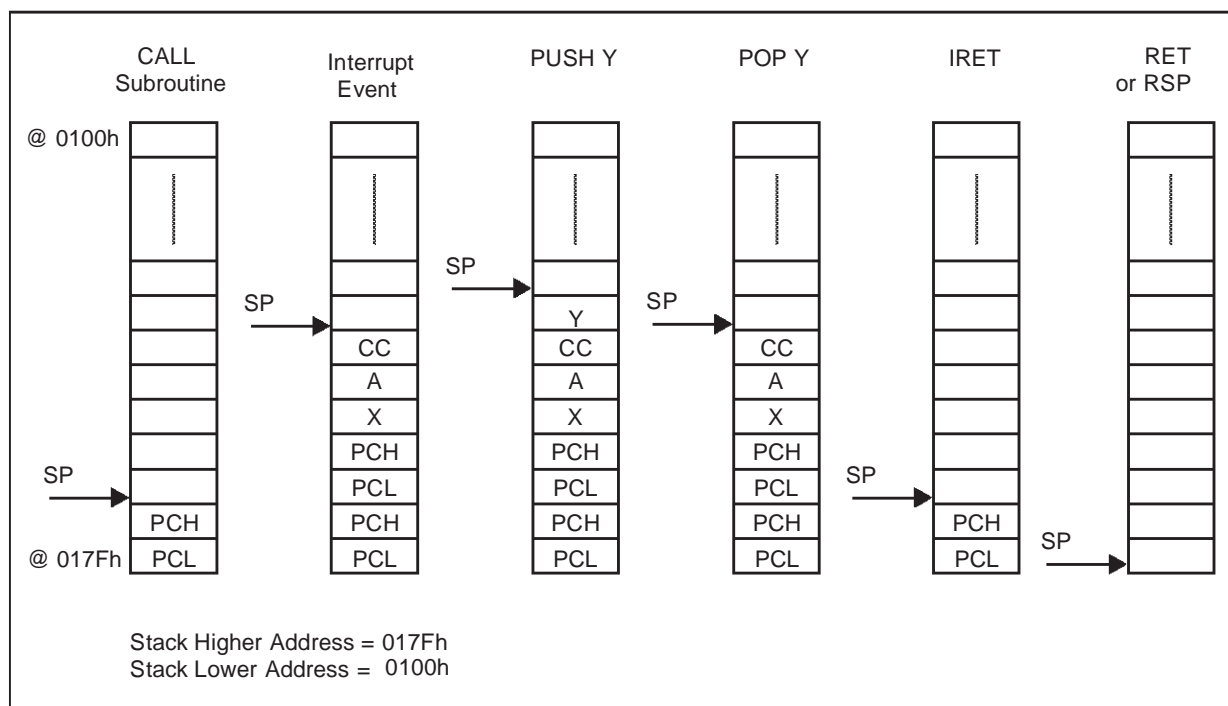 CALL
Subroutine
Interrupt
Event
PUSH Y
POP Y
IRET
RET
or RSP
@ 0100h
SP
SP
SP
Y
SP
CC
CC
CC
A
A
A
X
X
X
PCH
PCH
PCH
SP
PCL
PCL
PCL
SP
PCH
PCH
PCH
PCH
PCH
SP
@ 017Fh
PCL
PCL
PCL
PCL
PCL
Stack Higher Address = 017Fh
Stack Lower Address = 0100h